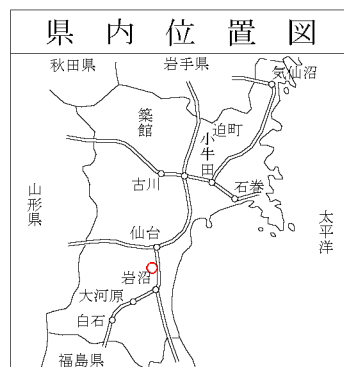 県内位置図
秋田県
岩手県
気仙沼
築館
迫町
小牛田
古川
石巻
山形県
太平洋
仙台
岩沼
大河原
白石
福島県